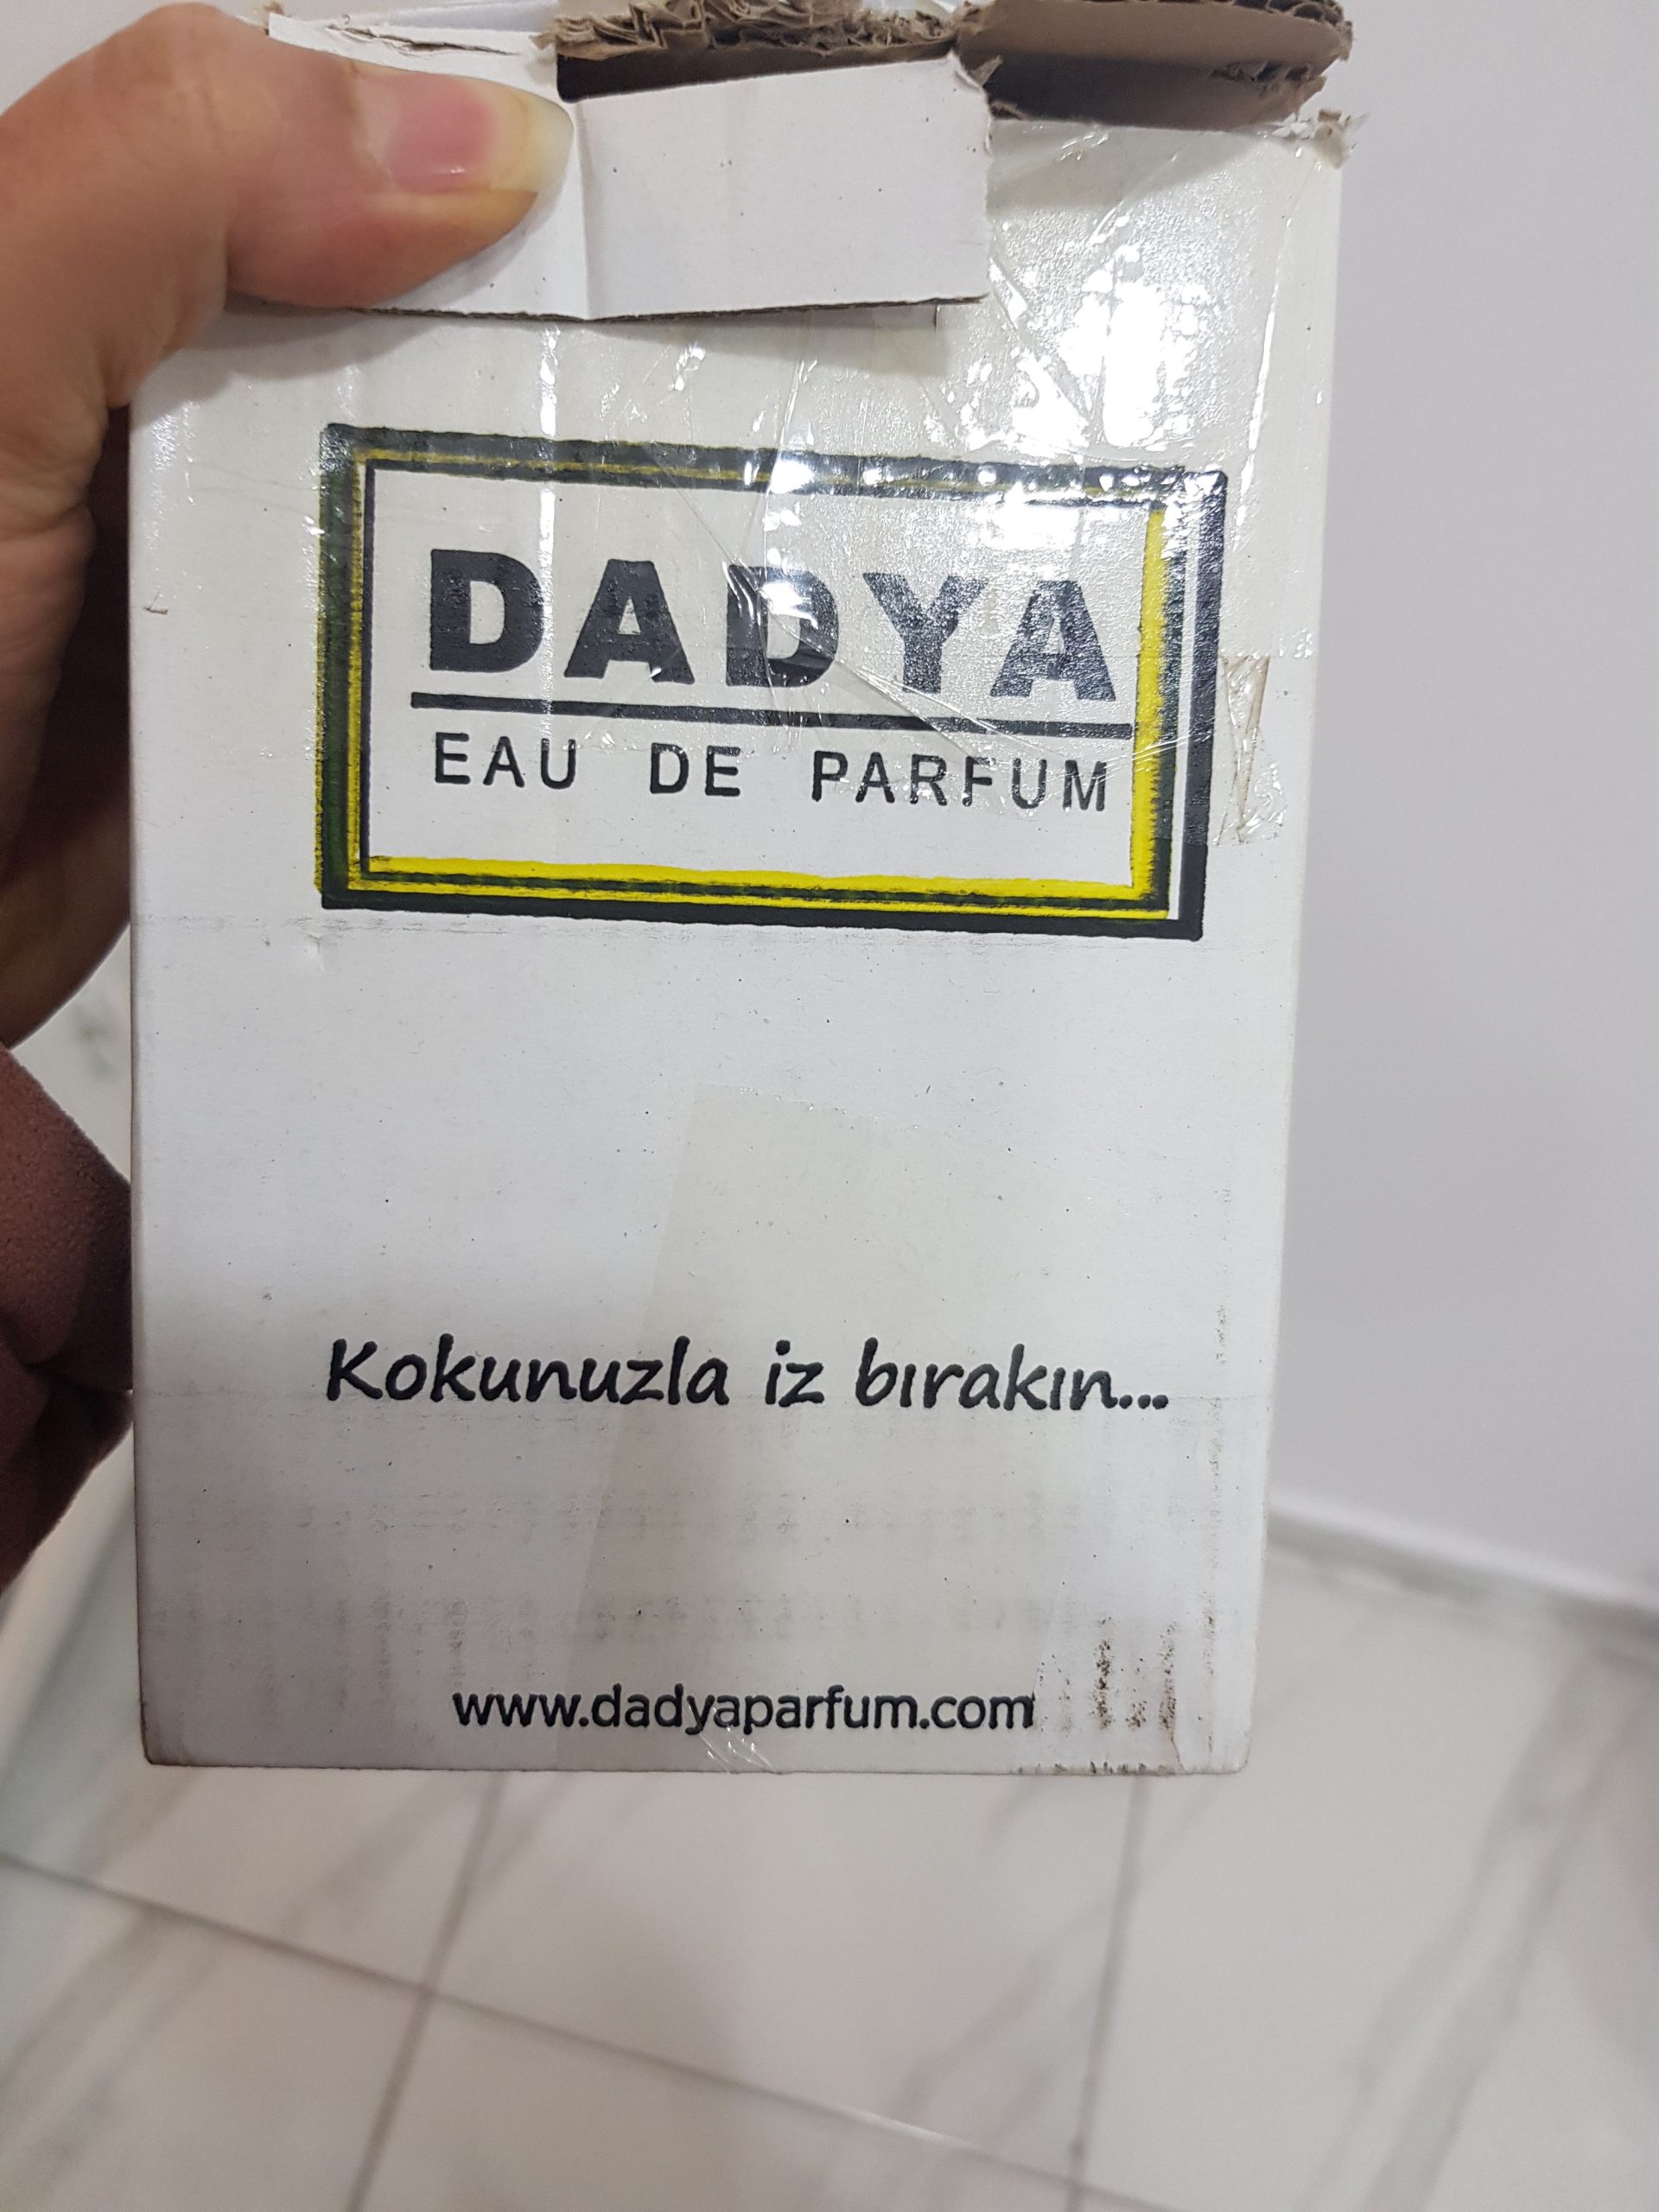 DADYA
EAU DE PARFUM
Kokunuzla iz bırakın...
www.dadyaparfum.com